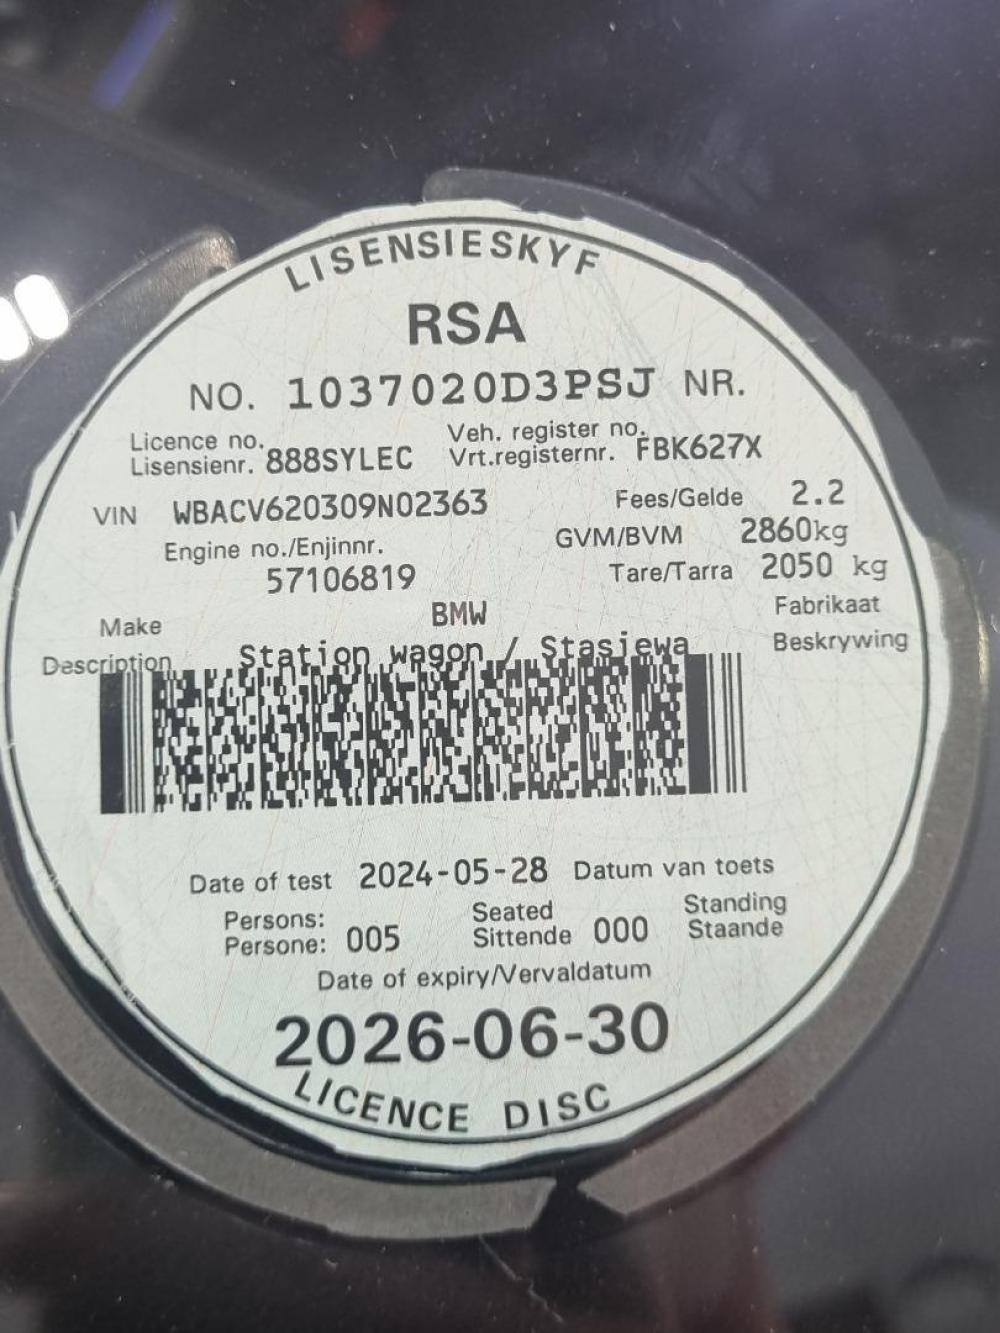 LISENSIESKYF
RSA
NO. 1037020D3PSJ NR.
Licence no. Veh. register no.
Lisensienr. 888SYLEC Vrt.registernr. FBK627X
VIN WBACV620309N02363 Fees/Gelde 2.2
Engine no./Enjinnr. GVM/BVM 2860kg
57106819 Tare/Tarra 2050 kg
Make BMW Fabrikaat
Description Station wagon / Stasiewa Beskrywing
Date of test 2024-05-28 Datum van toets
Persons: Seated Standing
Persone: 005 Sittende 000 Staande
Date of expiry/Vervaldatum
2026-06-30
LICENCE DISC